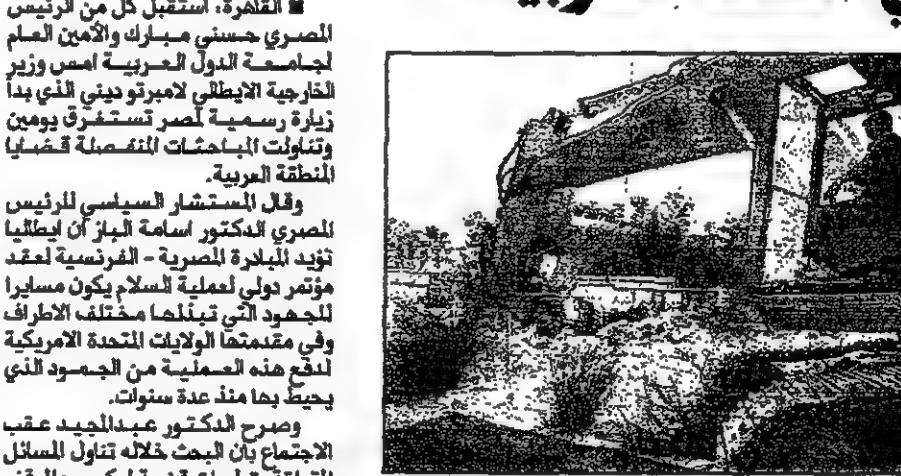 ■ القاهرة: استقبل كل من الرئيس
المصري حسني مبارك والأمين العام
لجامعة الدول العربية امس وزير
الخارجية الايطالي لامبرتو ديني الذي بدأ
زيارة رسمية لمصر تستغرق يومين
وتناولت المباحثات المنفصلة قضايا
المنطقة العربية.
وقال المستشار السياسي للرئيس
المصري الدكتور اسامة الباز أن ايطاليا
تؤيد المبادرة المصرية - الفرنسية لعقد
مؤتمر دولي لعملية السلام يكون مسايرا
للجهود التي تبذلها مختلف الاطراف
وفي مقدمتها الولايات المتحدة الامريكية
لدفع هذه العملية من الجمود الذي
يحيط بها منذ عدة سنوات.
وصرح الدكتور عبدالمجيد عقب
الاجتماع بأن البحث خلاله تناول المسائل